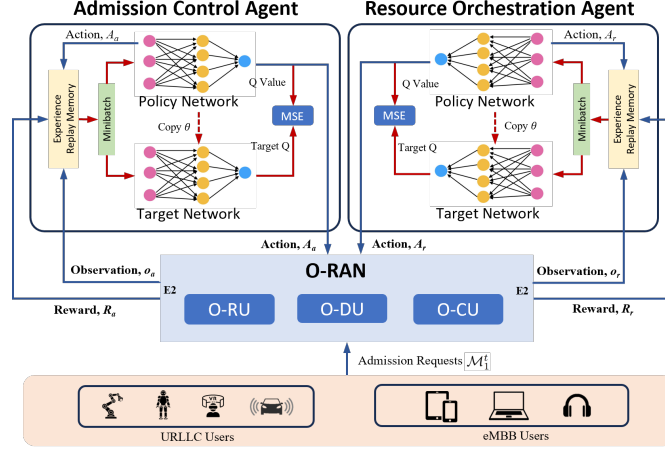 Admission Control Agent
Resource Orchestration Agent
Action, A_a
Experience
Replay Memory
Minibatch
Policy Network
Copy θ
Target Network
Q Value
MSE
Target Q
Action, A_r
Q Value
MSE
Target Q
Policy Network
Copy θ
Target Network
Minibatch
Experience
Replay Memory
Action, A_a
Action, A_r
Observation, o_a
Observation, o_r
O-RAN
E2
E2
Reward, R_a
Reward, R_r
O-RU
O-DU
O-CU
Admission Requests M_1^t
VR
URLLC Users
eMBB Users